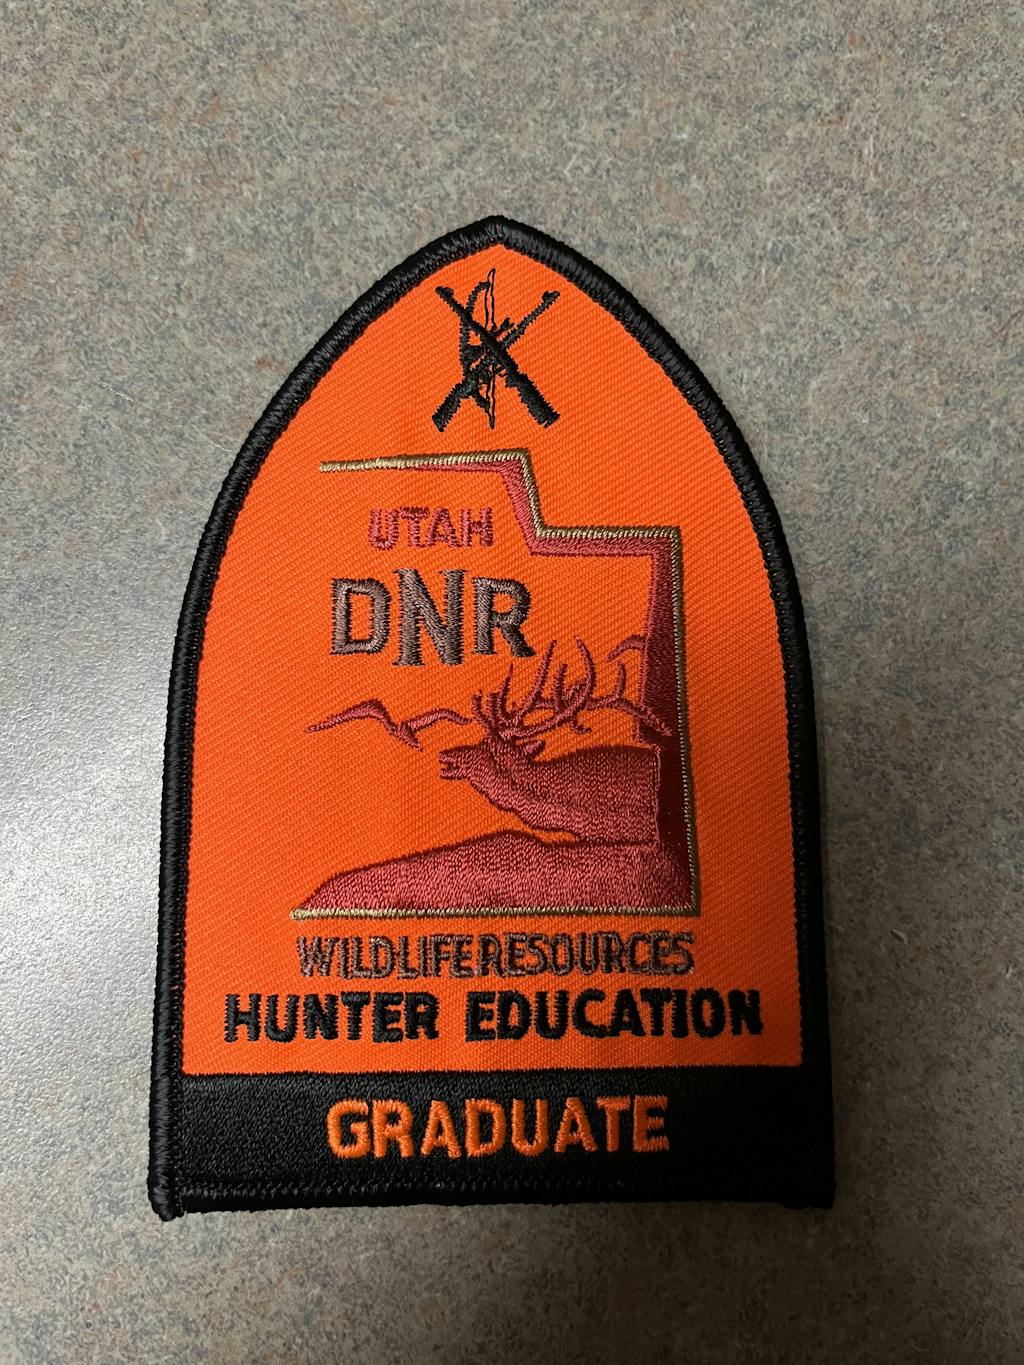 UTAH
DNR
WILDLIFE RESOURCES
HUNTER EDUCATION
GRADUATE